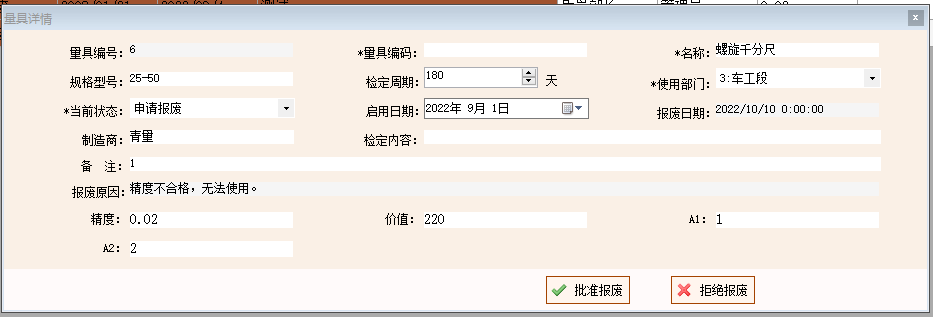 量具详情
量具编号: 6 *量具编码: *名称: 螺旋千分尺
规格型号: 25-50 检定周期: 180 天 *使用部门: 3:车工段
*当前状态: 申请报废 启用日期: 2022年 9月 1日 报废日期: 2022/10/10 0:00:00
制造商: 青量 检定内容:
备 注: 1
报废原因: 精度不合格，无法使用。
精度: 0.02 价值: 220 A1: 1
A2: 2
批准报废 拒绝报废